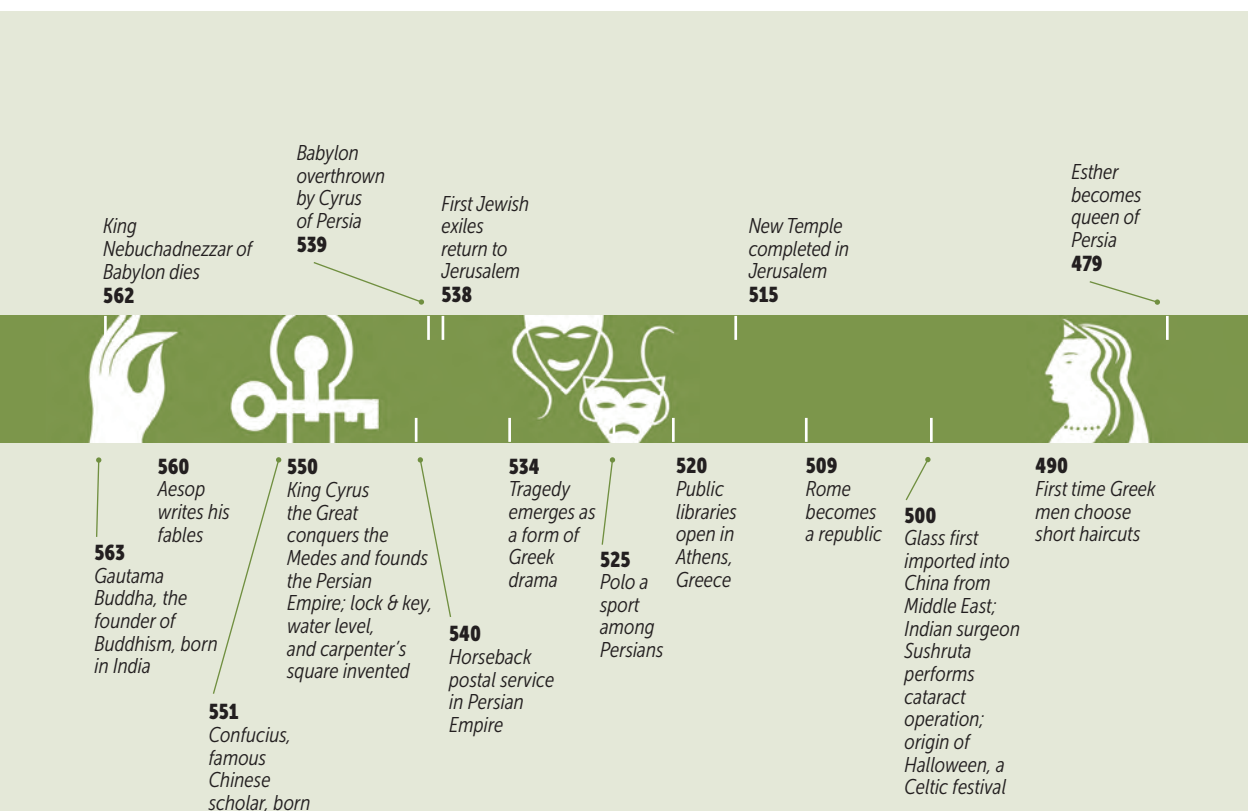 King
Nebuchadnezzar of
Babylon dies
562
Babylon
overthrown
by Cyrus
of Persia
539
First Jewish
exiles
return to
Jerusalem
538
New Temple
completed in
Jerusalem
515
Esther
becomes
queen of
Persia
479
563
Gautama
Buddha, the
founder of
Buddhism, born
in India
560
Aesop
writes his
fables
551
Confucius,
famous
Chinese
scholar, born
550
King Cyrus
the Great
conquers the
Medes and founds
the Persian
Empire; lock & key,
water level,
and carpenter's
square invented
540
Horseback
postal service
in Persian
Empire
534
Tragedy
emerges as
a form of
Greek
drama
525
Polo a
sport
among
Persians
520
Public
libraries
open in
Athens,
Greece
509
Rome
becomes
a republic
500
Glass first
imported into
China from
Middle East;
Indian surgeon
Sushruta
performs
cataract
operation;
origin of
Halloween, a
Celtic festival
490
First time Greek
men choose
short haircuts